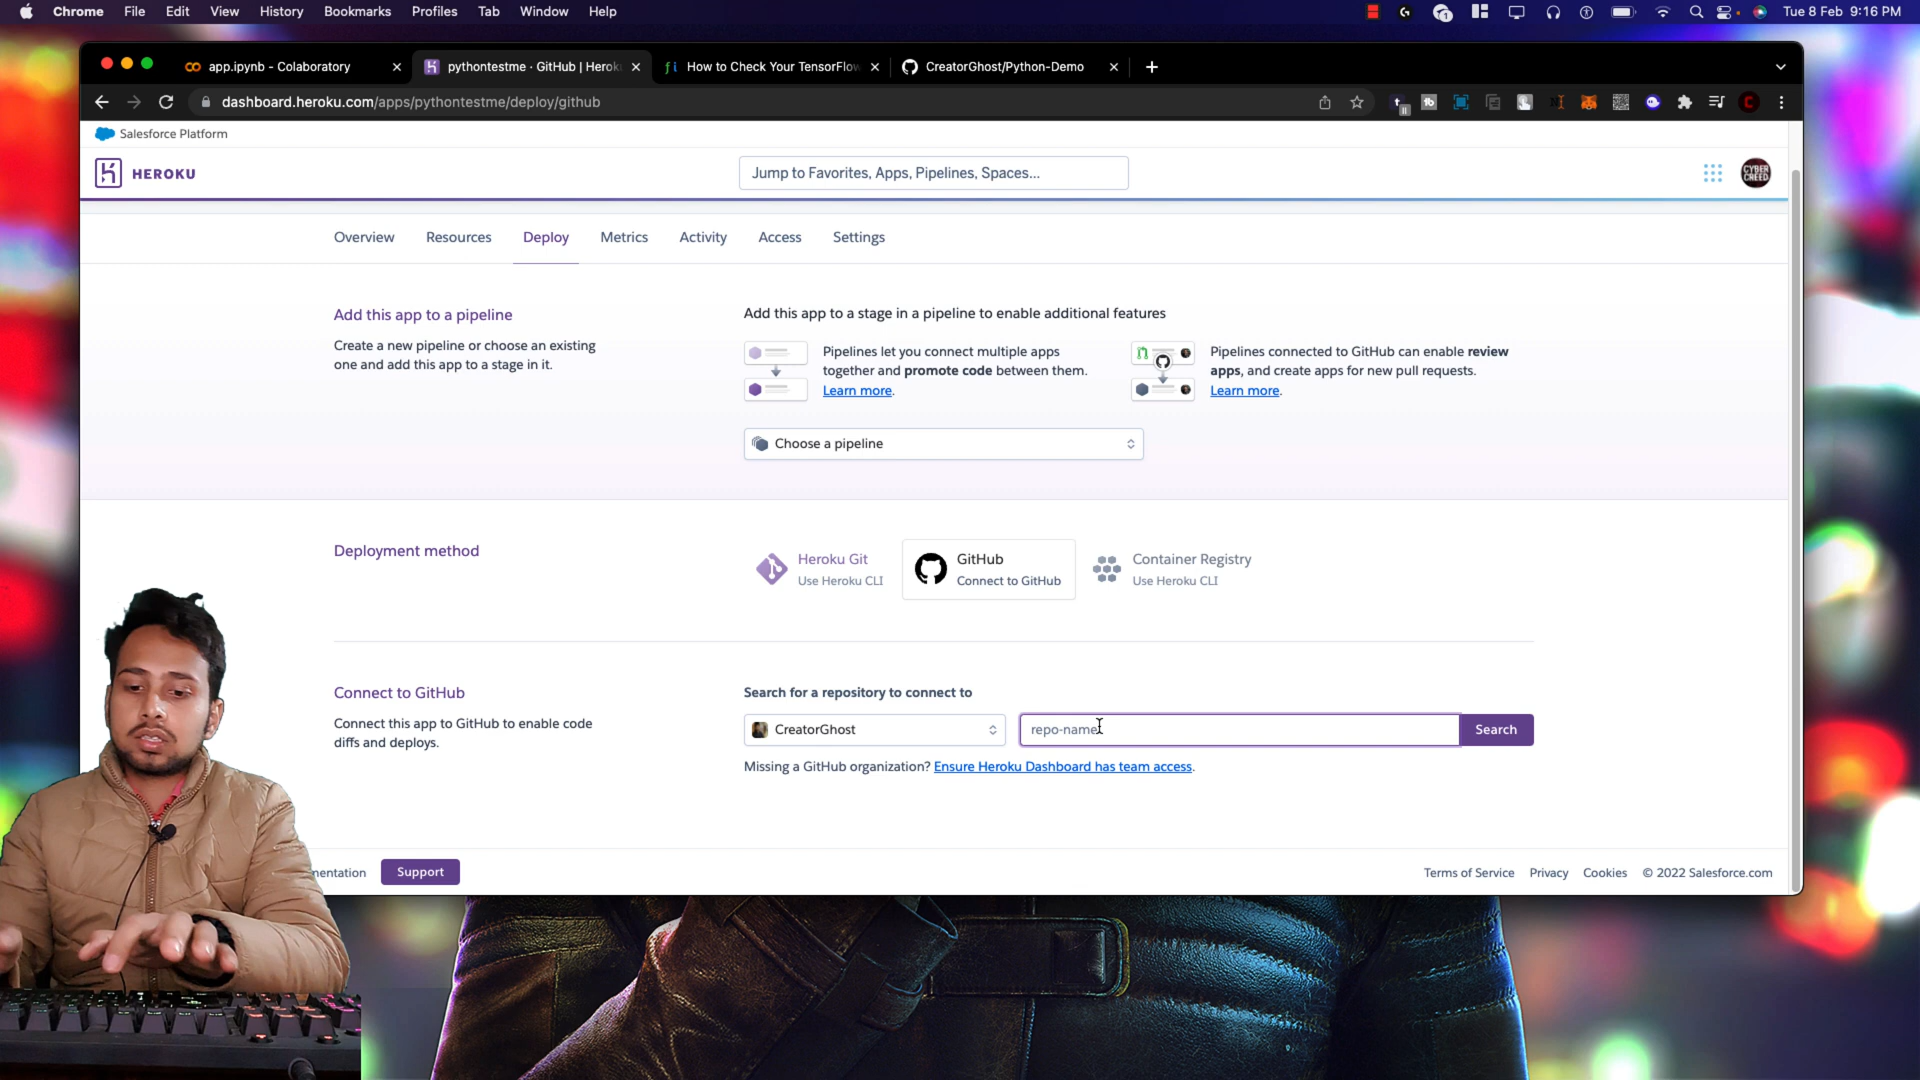 Chrome File Edit View History Bookmarks Profiles Tab Window Help
Tue 8 Feb 9:16 PM
app.ipynb - Colaboratory
pythontestme · GitHub | Heroku
How to Check Your TensorFlow
CreatorGhost/Python-Demo
dashboard.heroku.com/apps/pythontestme/deploy/github
Salesforce Platform
HEROKU
Jump to Favorites, Apps, Pipelines, Spaces...
CYBER
CREED
Overview Resources Deploy Metrics Activity Access Settings
Add this app to a pipeline
Create a new pipeline or choose an existing
one and add this app to a stage in it.
Add this app to a stage in a pipeline to enable additional features
Pipelines let you connect multiple apps
together and promote code between them.
Learn more.
Pipelines connected to GitHub can enable review
apps, and create apps for new pull requests.
Learn more.
Choose a pipeline
Deployment method
Heroku Git
Use Heroku CLI
GitHub
Connect to GitHub
Container Registry
Use Heroku CLI
Connect to GitHub
Connect this app to GitHub to enable code
diffs and deploys.
Search for a repository to connect to
CreatorGhost
repo-name
Search
Missing a GitHub organization? Ensure Heroku Dashboard has team access.
mentation
Support
Terms of Service Privacy Cookies © 2022 Salesforce.com